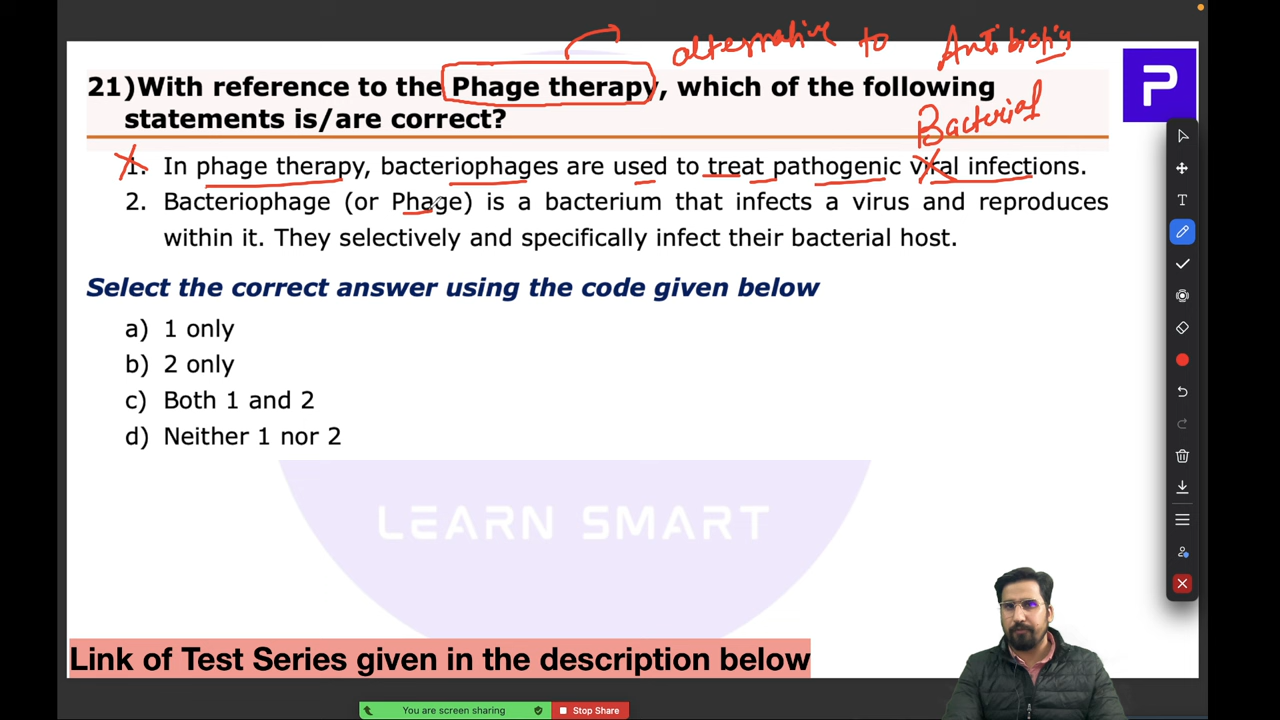 alternative to Antibiotics
21)With reference to the Phage therapy, which of the following
statements is/are correct?
Bacterial
1. In phage therapy, bacteriophages are used to treat pathogenic viral infections.
2. Bacteriophage (or Phage) is a bacterium that infects a virus and reproduces
within it. They selectively and specifically infect their bacterial host.
Select the correct answer using the code given below
a) 1 only
b) 2 only
c) Both 1 and 2
d) Neither 1 nor 2
LEARN SMART
Link of Test Series given in the description below
You are screen sharing
Stop Share
P
T